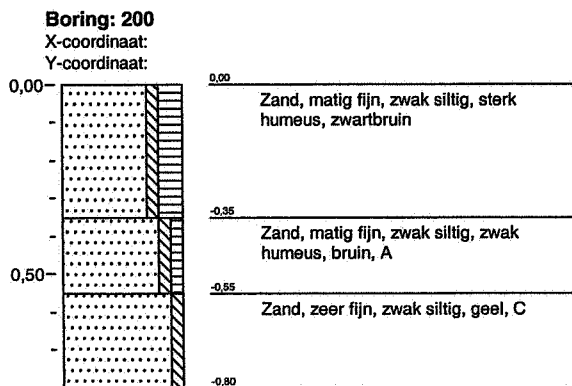 Boring: 200
X-coordinaat:
Y-coordinaat:
0,00
0,00
Zand, matig fijn, zwak siltig, sterk
humeus, zwartbruin
-0,35
Zand, matig fijn, zwak siltig, zwak
humeus, bruin, A
0,50
-0,55
Zand, zeer fijn, zwak siltig, geel, C
-0,80